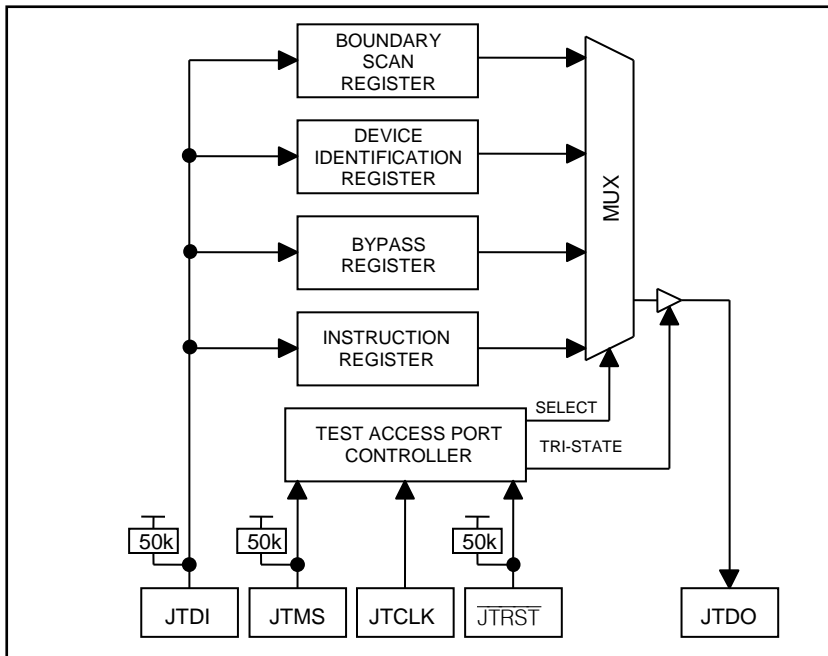 BOUNDARY
SCAN
REGISTER
DEVICE
IDENTIFICATION
REGISTER
BYPASS
REGISTER
INSTRUCTION
REGISTER
MUX
SELECT
TEST ACCESS PORT
CONTROLLER
TRI-STATE
50k
50k
50k
JTDI
JTMS
JTCLK
JTRST
JTDO